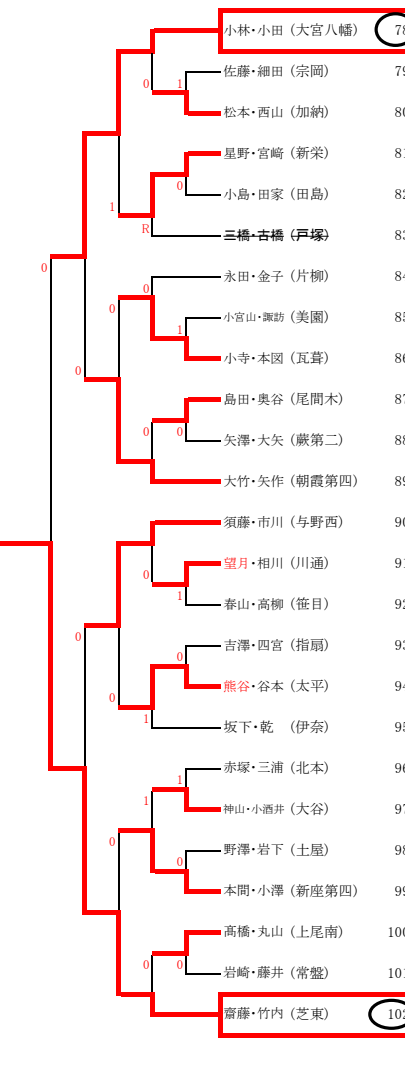 小林・小田 (大宮八幡) 78
0
1
佐藤・細田 (宗岡) 79
松本・西山 (加納) 80
星野・宮﨑 (新栄) 81
0
小島・田家 (田島) 82
1
R
三橋・古橋 (戸塚) 83
0
永田・金子 (片柳) 84
0
0
小宮山・諏訪 (美園) 85
1
小寺・本図 (瓦葺) 86
0
島田・奥谷 (尾間木) 87
0
0
矢澤・大矢 (蕨第二) 88
大竹・矢作 (朝霞第四) 89
須藤・市川 (与野西) 90
望月・相川 (川通) 91
0
1
春山・高柳 (笹目) 92
0
吉澤・四宮 (指扇) 93
0
熊谷・谷本 (太平) 94
0
1
坂下・乾 (伊奈) 95
赤塚・三浦 (北本) 96
1
1
神山・小酒井 (大谷) 97
0
野澤・岩下 (土屋) 98
0
本間・小澤 (新座第四) 99
髙橋・丸山 (上尾南) 100
0
0
岩崎・藤井 (常盤) 101
齋藤・竹内 (芝東) 102